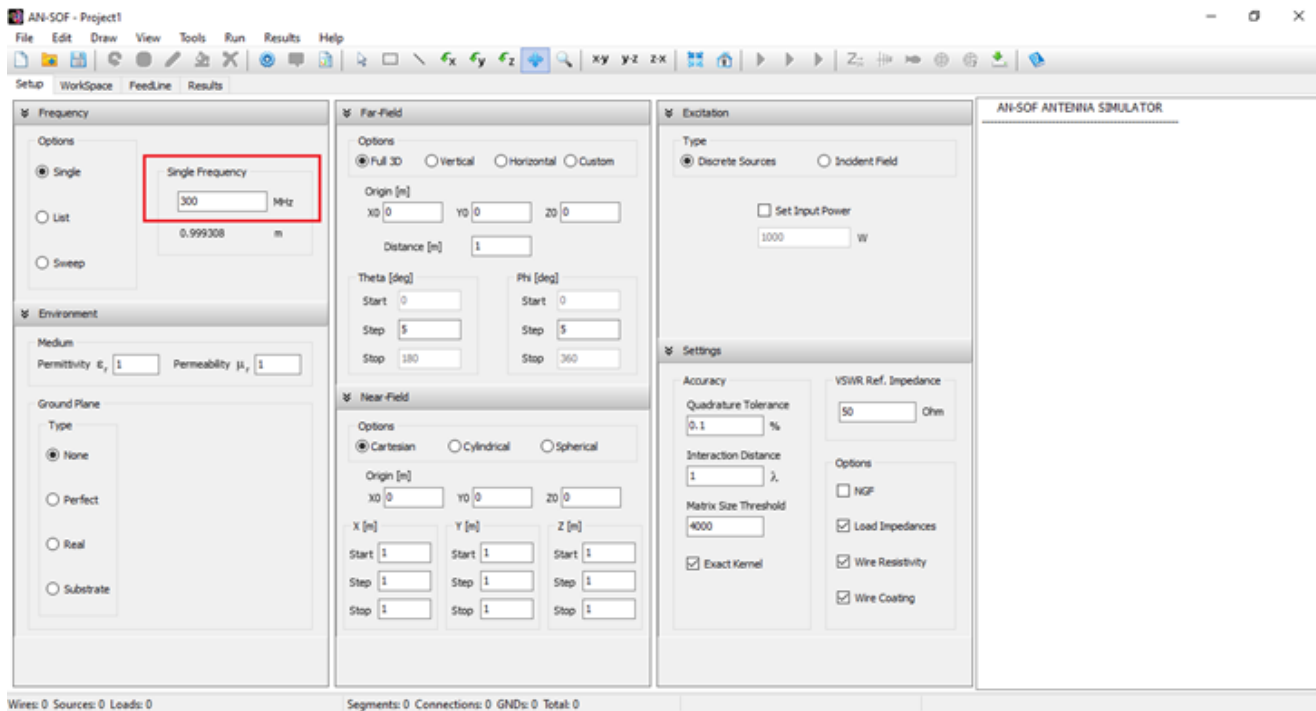 AN-SOF - Project1
File Edit Draw View Tools Run Results Help
xy yz zx
Setup WorkSpace FeedLine Results
Frequency
Options
Single
List
Sweep
Single Frequency
300 MHz
0.999308 m
Environment
Medium
Permittivity εr 1 Permeability μr 1
Ground Plane
Type
None
Perfect
Real
Substrate
Far-Field
Options
Full 3D Vertical Horizontal Custom
Origin [m]
X0 0 Y0 0 Z0 0
Distance [m] 1
Theta [deg] Phi [deg]
Start 0 Start 0
Step 5 Step 5
Stop 180 Stop 360
Near-Field
Options
Cartesian Cylindrical Spherical
Origin [m]
X0 0 Y0 0 Z0 0
X [m] Y [m] Z [m]
Start 1 Start 1 Start 1
Step 1 Step 1 Step 1
Stop 1 Stop 1 Stop 1
Excitation
Type
Discrete Sources Incident Field
Set Input Power
1000 W
Settings
Accuracy
Quadrature Tolerance
0.1 %
Interaction Distance
1 λ
Matrix Size Threshold
4000
Exact Kernel
VSWR Ref. Impedance
50 Ohm
Options
NGF
Load Impedances
Wire Resistivity
Wire Coating
AN-SOF ANTENNA SIMULATOR
Wires: 0 Sources: 0 Loads: 0 Segments: 0 Connections: 0 GNDs: 0 Total: 0